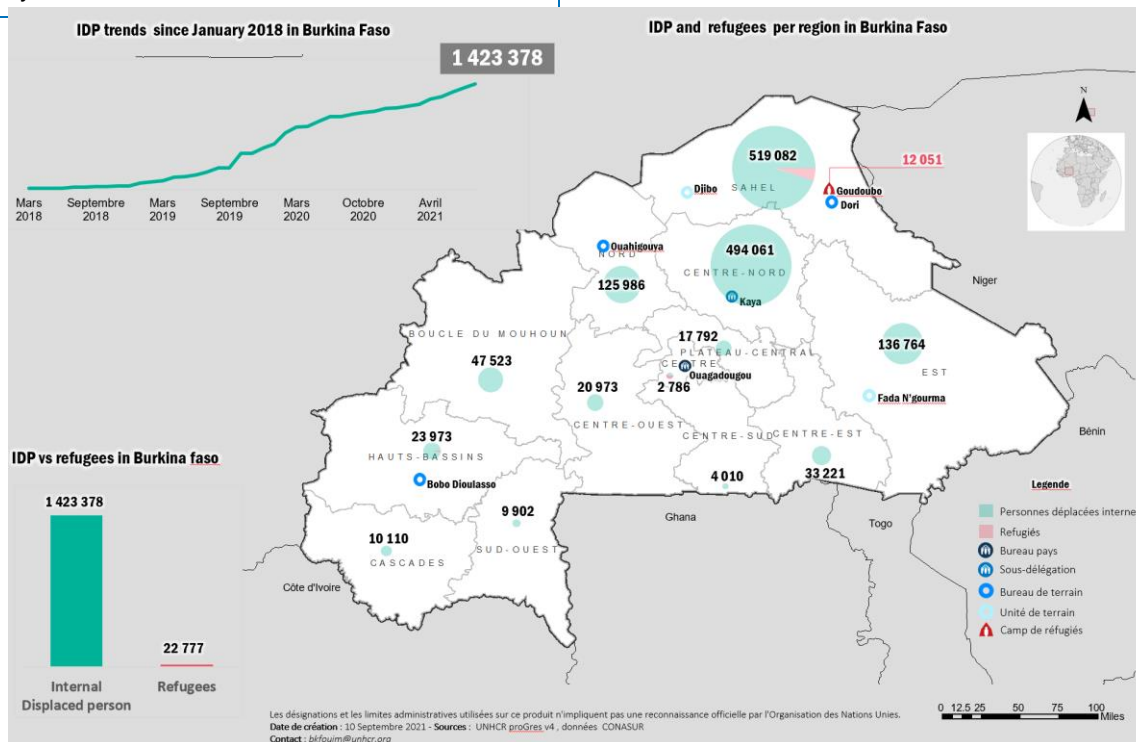 IDP trends since January 2018 in Burkina Faso
1 423 378
Mars 2018
Septembre 2018
Mars 2019
Septembre 2019
Mars 2020
Octobre 2020
Avril 2021
IDP and refugees per region in Burkina Faso
N
519 082
12 051
Djibo
SAHEL
Goudoubo
Dori
Ouahigouya
NORD
494 061
CENTRE-NORD
125 986
Kaya
Niger
BOUCLE DU MOUHOUN
17 792
PLATEAU-CENTRAL
136 764
CENTRE
EST
47 523
Ouagadougou
20 973
2 786
Fada N'gourma
CENTRE-OUEST
CENTRE-SUD
CENTRE-EST
Bénin
23 973
HAUTS-BASSINS
4 010
33 221
Bobo Dioulasso
9 902
Ghana
Togo
10 110
SUD-OUEST
CASCADES
Côte d'Ivoire
IDP vs refugees in Burkina faso
1 423 378
22 777
Internal Displaced person
Refugees
Legende
Personnes déplacées interne
Refugiés
Bureau pays
Sous-délégation
Bureau de terrain
Unité de terrain
Camp de réfugiés
Les désignations et les limites administratives utilisées sur ce produit n'impliquent pas une reconnaissance officielle par l'Organisation des Nations Unies.
Date de création : 10 Septembre 2021 - Sources : UNHCR proGres v4 , données CONASUR
Contact : bkfouim@unhcr.org
0 12.5 25 50 75 100
Miles